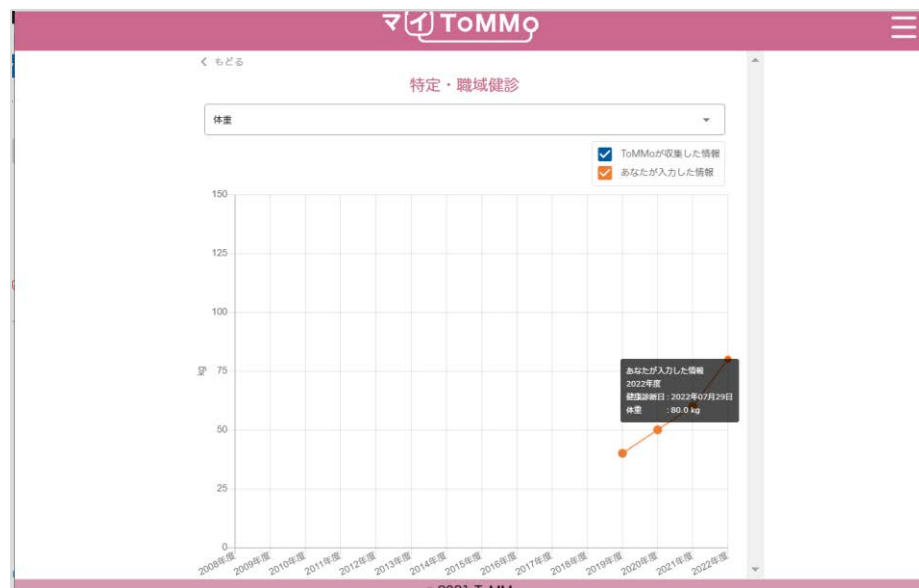 マイToMMo
もどる
特定・職域健診
体重
ToMMoが収集した情報
あなたが入力した情報
150
125
100
kg
75
50
25
0
あなたが入力した情報
2022年度
健康診断日 : 2022年07月29日
体重 : 80.0 kg
2008年度 2009年度 2010年度 2011年度 2012年度 2013年度 2014年度 2015年度 2016年度 2017年度 2018年度 2019年度 2020年度 2021年度 2022年度